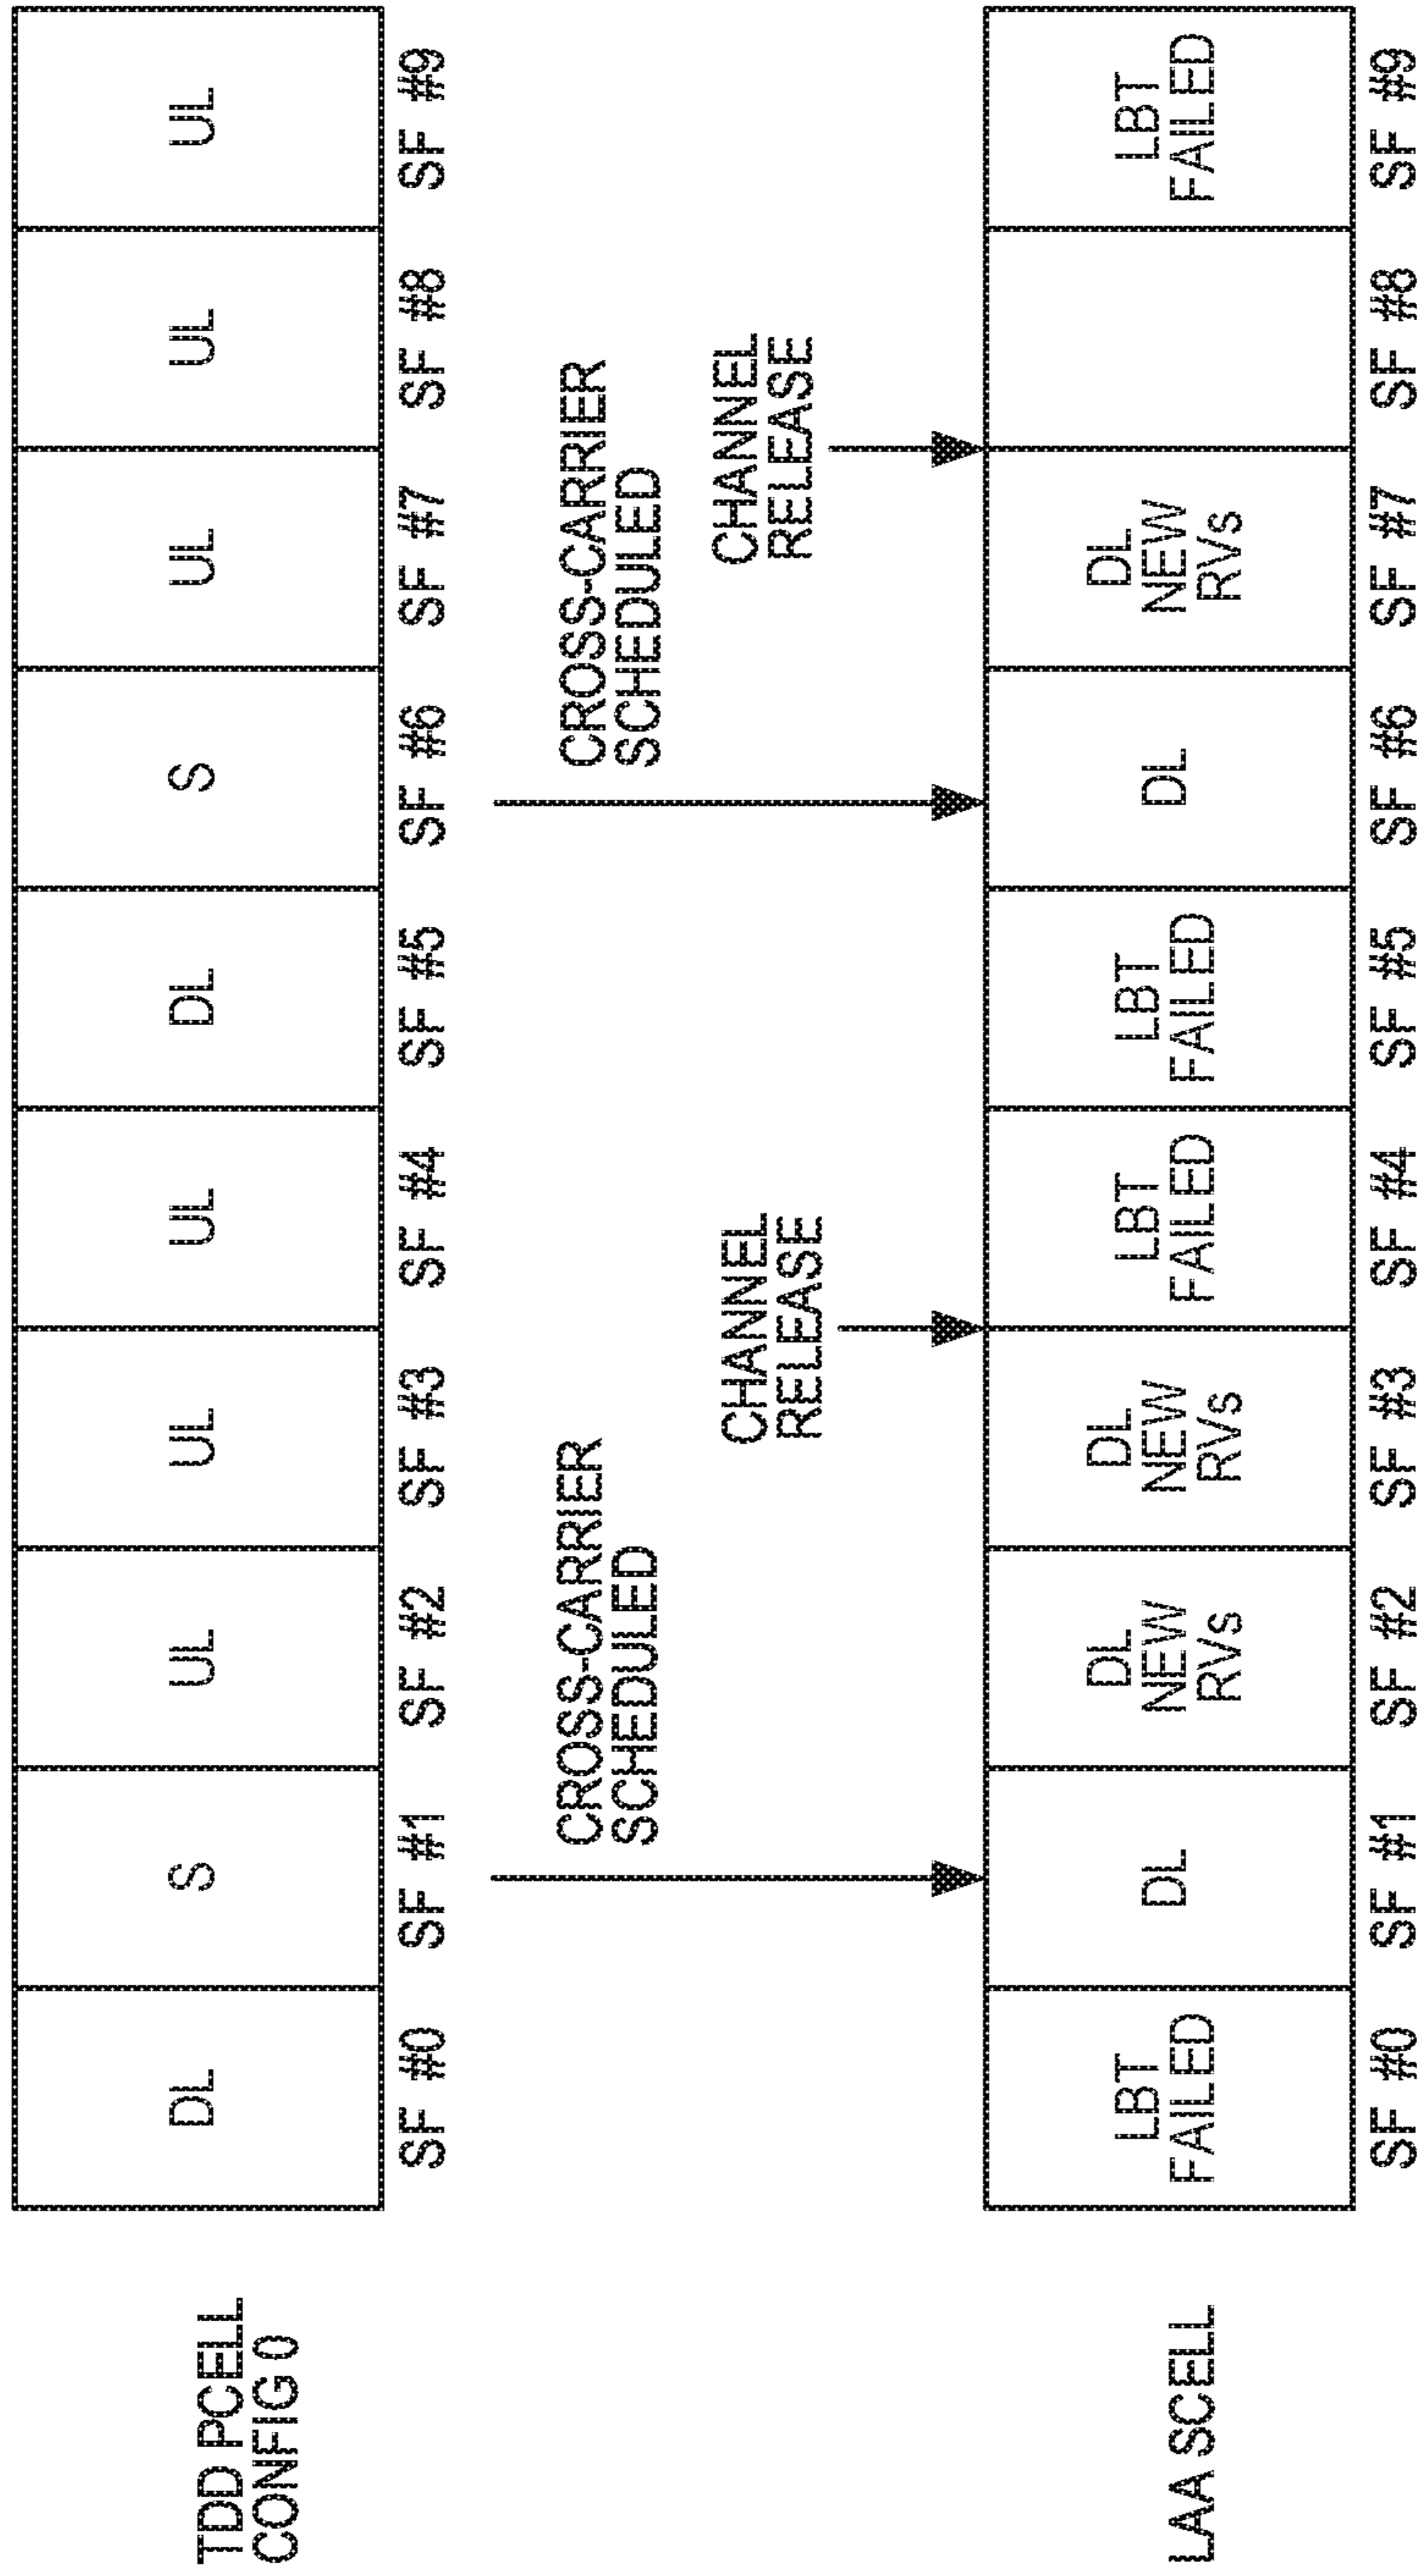 TDD PCELL
CONFIG 0
DL
S
UL
UL
UL
DL
S
UL
UL
UL
SF #0
SF #1
SF #2
SF #3
SF #4
SF #5
SF #6
SF #7
SF #8
SF #9
CROSS-CARRIER
SCHEDULED
CHANNEL
RELEASE
CROSS-CARRIER
SCHEDULED
CHANNEL
RELEASE
LAA SCELL
LBT
FAILED
DL
DL
NEW
RVs
DL
NEW
RVs
LBT
FAILED
LBT
FAILED
DL
DL
NEW
RVs
LBT
FAILED
SF #0
SF #1
SF #2
SF #3
SF #4
SF #5
SF #6
SF #7
SF #8
SF #9